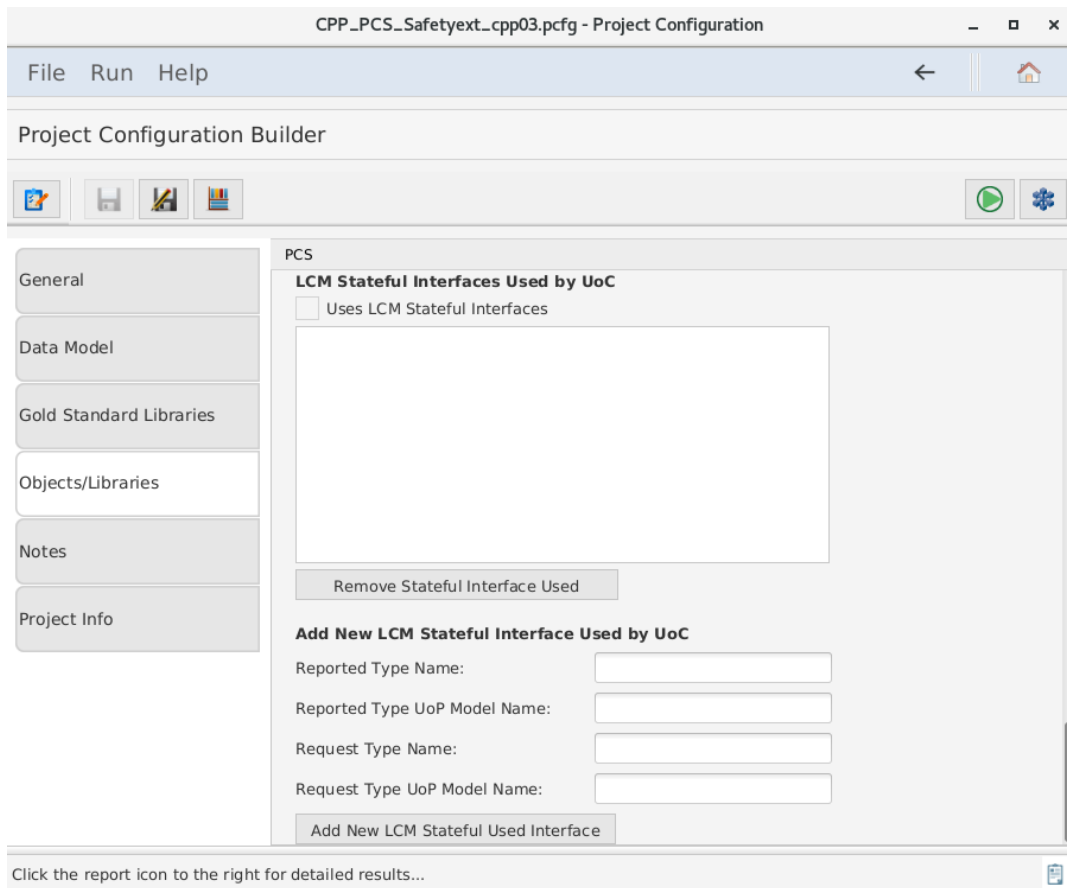 CPP_PCS_Safetyext_cpp03.pcfg - Project Configuration
File Run Help
Project Configuration Builder
PCS
General
Data Model
Gold Standard Libraries
Objects/Libraries
Notes
Project Info
LCM Stateful Interfaces Used by UoC
Uses LCM Stateful Interfaces
Remove Stateful Interface Used
Add New LCM Stateful Interface Used by UoC
Reported Type Name:
Reported Type UoP Model Name:
Request Type Name:
Request Type UoP Model Name:
Add New LCM Stateful Used Interface
Click the report icon to the right for detailed results...